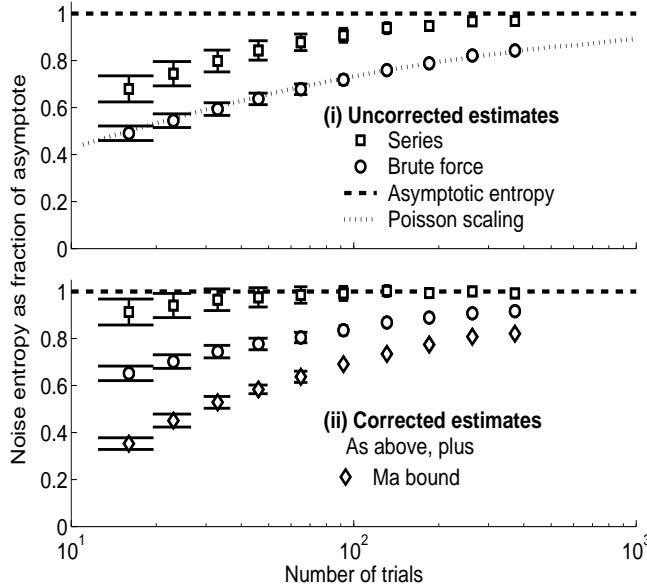 Noise entropy as fraction of asymptote
1
0.8
0.6
0.4
0.2
0
(i) Uncorrected estimates
Series
Brute force
Asymptotic entropy
Poisson scaling
1
0.8
0.6
0.4
0.2
0
(ii) Corrected estimates
As above, plus
Ma bound
10^1
10^2
10^3
Number of trials